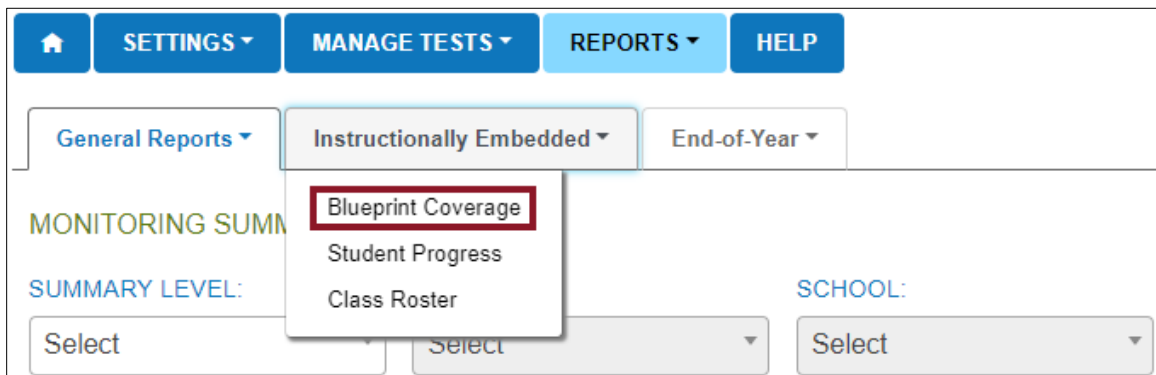 SETTINGS MANAGE TESTS REPORTS HELP
General Reports Instructionally Embedded End-of-Year
Blueprint Coverage
MONITORING SUMM
Student Progress
SUMMARY LEVEL: SCHOOL:
Class Roster
Select Select Select